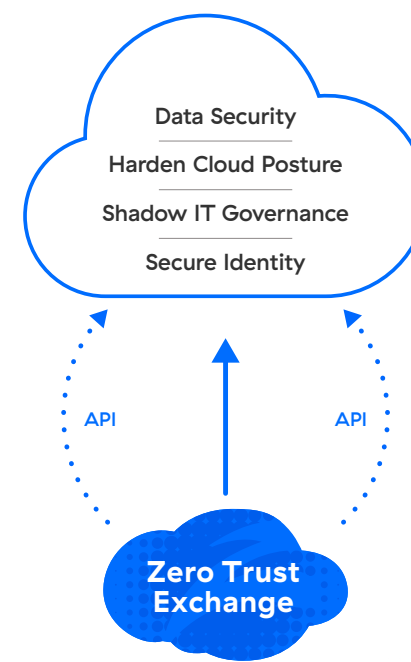 Data Security
Harden Cloud Posture
Shadow IT Governance
Secure Identity
API
API
Zero Trust
Exchange